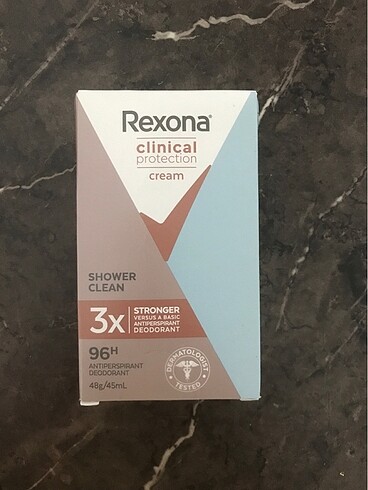 Rexona®
clinical
protection
cream
SHOWER
CLEAN
3x
STRONGER
VERSUS A BASIC
ANTIPERSPIRANT
DEODORANT
96H
ANTIPERSPIRANT
DEODORANT
48g/45mL
DERMATOLOGIST
TESTED